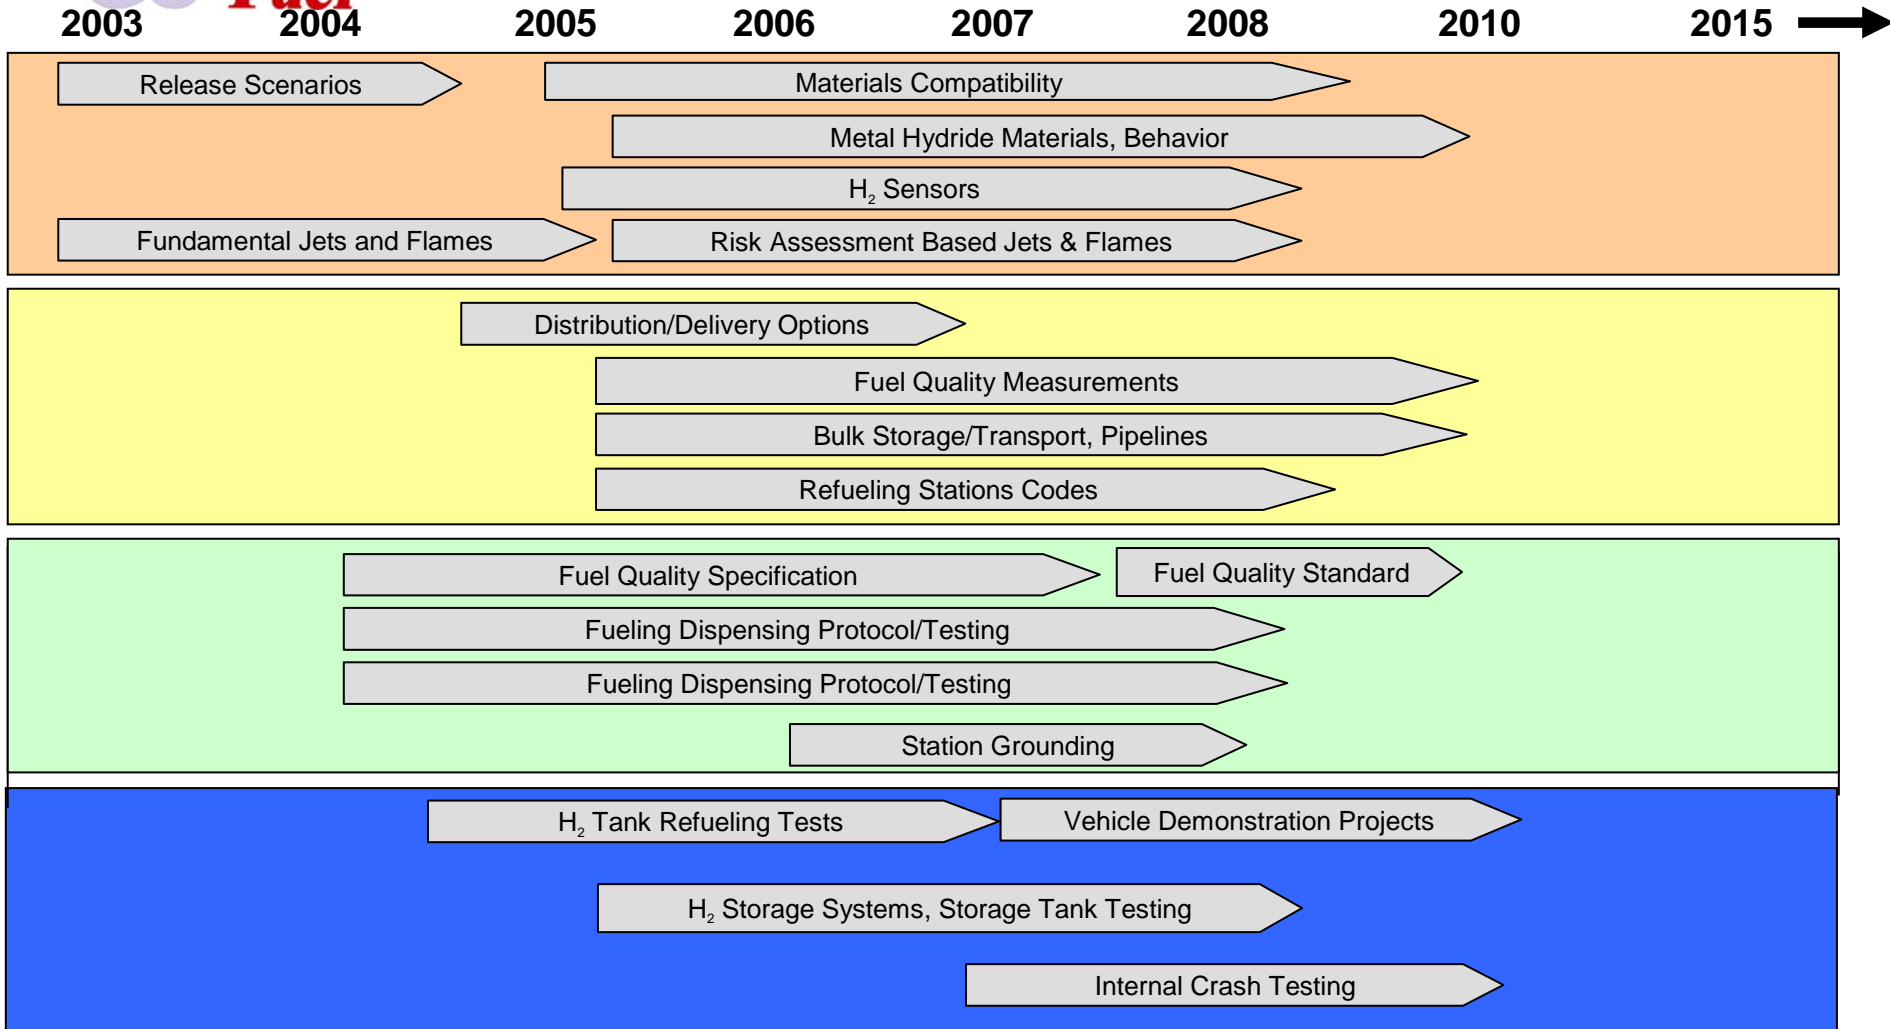 Fuel
2003 2004 2005 2006 2007 2008 2010 2015
Release Scenarios
Materials Compatibility
Metal Hydride Materials, Behavior
H₂ Sensors
Fundamental Jets and Flames
Risk Assessment Based Jets & Flames
Distribution/Delivery Options
Fuel Quality Measurements
Bulk Storage/Transport, Pipelines
Refueling Stations Codes
Fuel Quality Specification
Fuel Quality Standard
Fueling Dispensing Protocol/Testing
Fueling Dispensing Protocol/Testing
Station Grounding
H₂ Tank Refueling Tests
Vehicle Demonstration Projects
H₂ Storage Systems, Storage Tank Testing
Internal Crash Testing